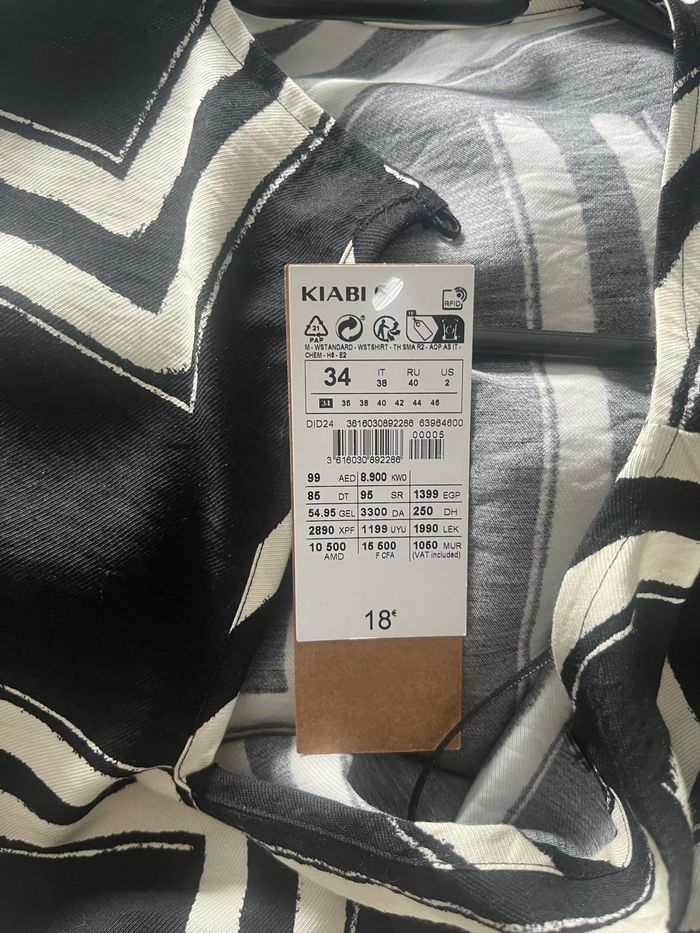 KIABI
RFID
21
PAP
M - WSTANDARD - WSTSHIRT - TH SMA R2 - AOP AS IT -
CHEM - H6 - E2
34 IT 38 RU 40 US 2
34 36 38 40 42 44 46
DID24 3616030892286 63964600
00005
3 616030 892286
99 AED 8.900 KWD
85 DT 95 SR 1399 EGP
54.95 GEL 3300 DA 250 DH
2890 XPF 1199 UYU 1990 LEK
10 500 AMD 16 500 F CFA 1050 MUR (VAT included)
18€